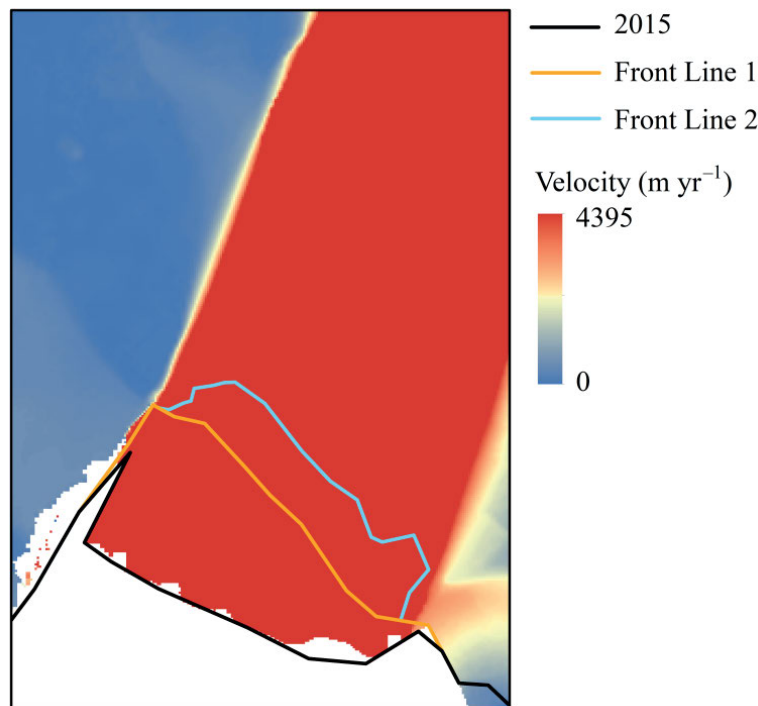 2015
Front Line 1
Front Line 2
Velocity (m yr⁻¹)
4395
0